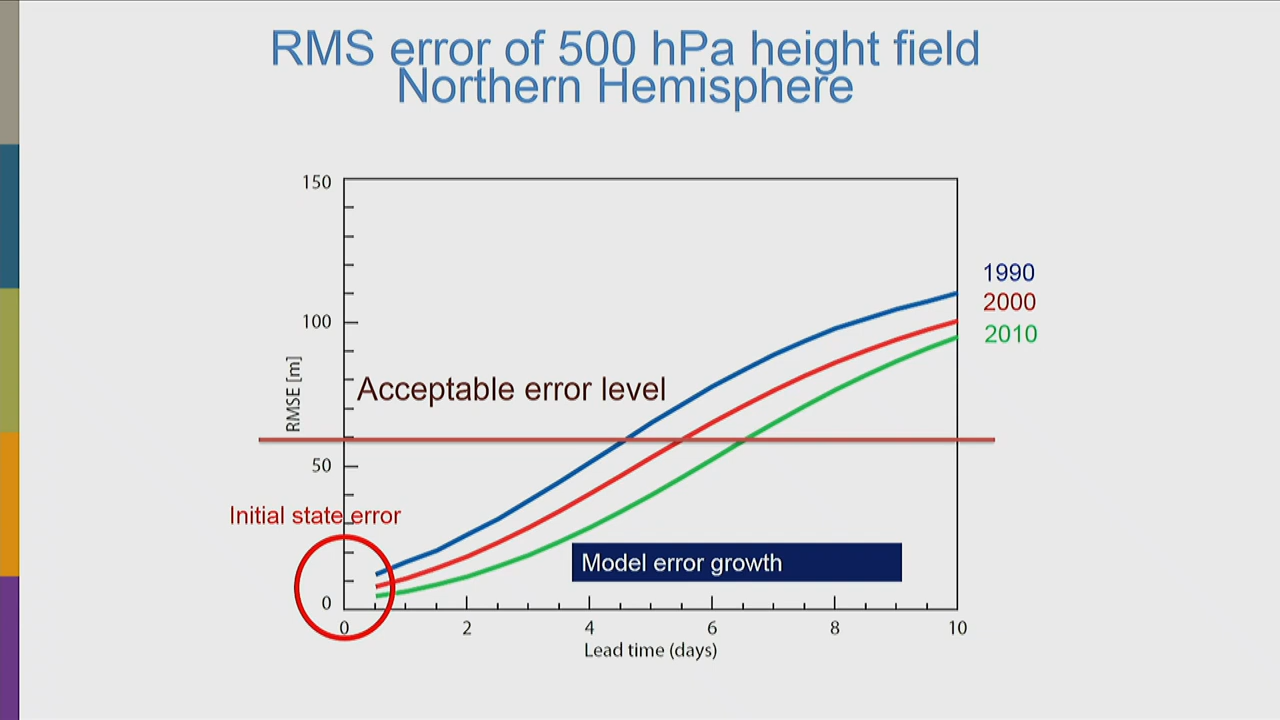 RMS error of 500 hPa height field
Northern Hemisphere
150
100
50
0
RMSE [m]
1990
2000
2010
Acceptable error level
Initial state error
Model error growth
0 2 4 6 8 10
Lead time (days)